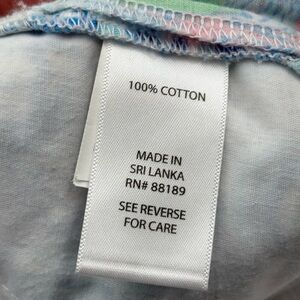 100% COTTON
MADE IN
SRI LANKA
RN# 88189
SEE REVERSE
FOR CARE